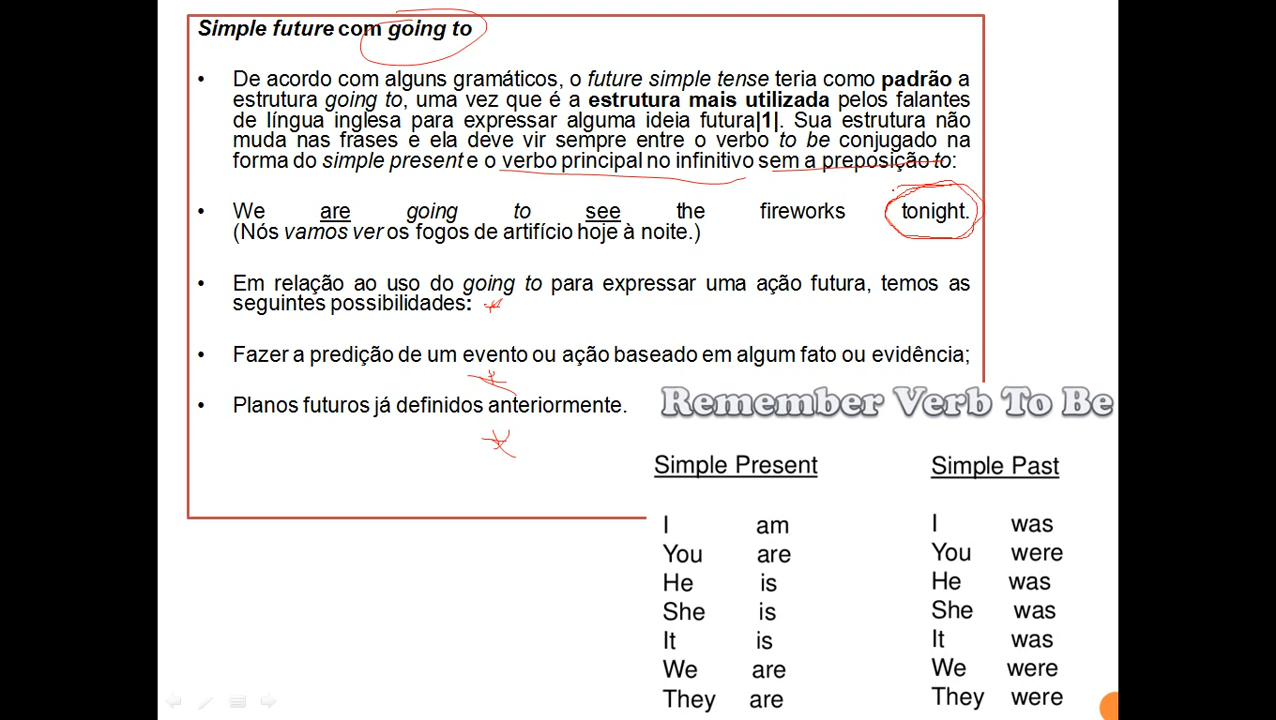 Simple future com going to
• De acordo com alguns gramáticos, o future simple tense teria como padrão a
estrutura going to, uma vez que é a estrutura mais utilizada pelos falantes
de língua inglesa para expressar alguma ideia futura|1|. Sua estrutura não
muda nas frases e ela deve vir sempre entre o verbo to be conjugado na
forma do simple present e o verbo principal no infinitivo sem a preposição to:
• We are going to see the fireworks tonight.
(Nós vamos ver os fogos de artifício hoje à noite.)
• Em relação ao uso do going to para expressar uma ação futura, temos as
seguintes possibilidades:
• Fazer a predição de um evento ou ação baseado em algum fato ou evidência;
• Planos futuros já definidos anteriormente.
Remember Verb To Be
Simple Present
I am
You are
He is
She is
It is
We are
They are
Simple Past
I was
You were
He was
She was
It was
We were
They were